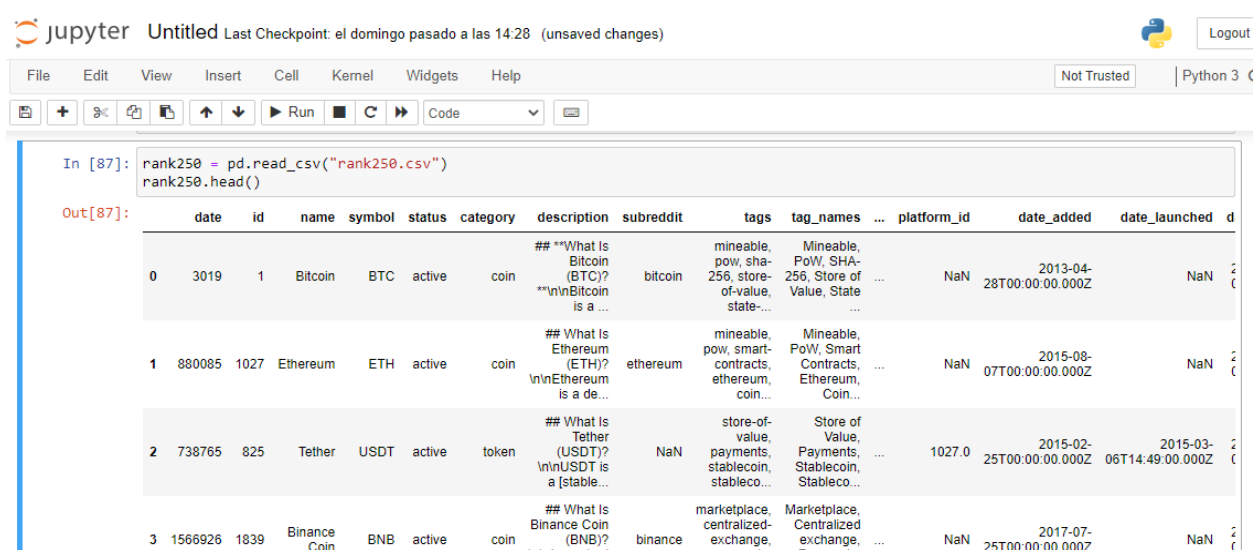 jupyter Untitled Last Checkpoint: el domingo pasado a las 14:28 (unsaved changes) Logout
File Edit View Insert Cell Kernel Widgets Help Not Trusted Python 3
Run Code
In [87]: rank250 = pd.read_csv("rank250.csv")
rank250.head()
Out[87]:
date id name symbol status category description subreddit tags tag_names ... platform_id date_added date_launched
0 3019 1 Bitcoin BTC active coin
## **What Is
Bitcoin
(BTC)?
**\n\nBitcoin
is a ...
bitcoin
mineable,
pow, sha-
256, store-
of-value,
state-...
Mineable,
PoW, SHA-
256, Store of
Value, State
...
...
NaN
2013-04-
28T00:00:00.000Z
NaN
1 880085 1027 Ethereum ETH active coin
## What Is
Ethereum
(ETH)?
\n\nEthereum
is a de...
ethereum
mineable,
pow, smart-
contracts,
ethereum,
coin...
Mineable,
PoW, Smart
Contracts,
Ethereum,
Coin...
...
NaN
2015-08-
07T00:00:00.000Z
NaN
2 738765 825 Tether USDT active token
## What Is
Tether
(USDT)?
\n\nUSDT is
a [stable...
NaN
store-of-
value,
payments,
stablecoin,
stableco...
Store of
Value,
Payments,
Stablecoin,
Stableco...
...
1027.0
2015-02-
25T00:00:00.000Z
2015-03-
06T14:49:00.000Z
3 1566926 1839
Binance
Coin
BNB active coin
## What Is
Binance Coin
(BNB)?
binance
marketplace,
centralized-
exchange,
Marketplace,
Centralized
exchange,
...
NaN
2017-07-
25T00:00:00.000Z
NaN